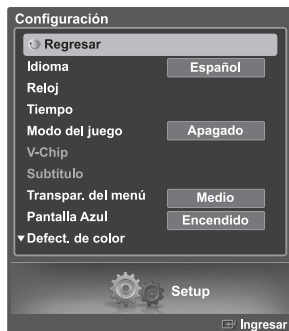 Configuración
Regresar
Idioma Español
Reloj
Tiempo
Modo del juego Apagado
V-Chip
Subtítulo
Transpar. del menú Medio
Pantalla Azul Encendido
▼Defect. de color
Setup
Ingresar